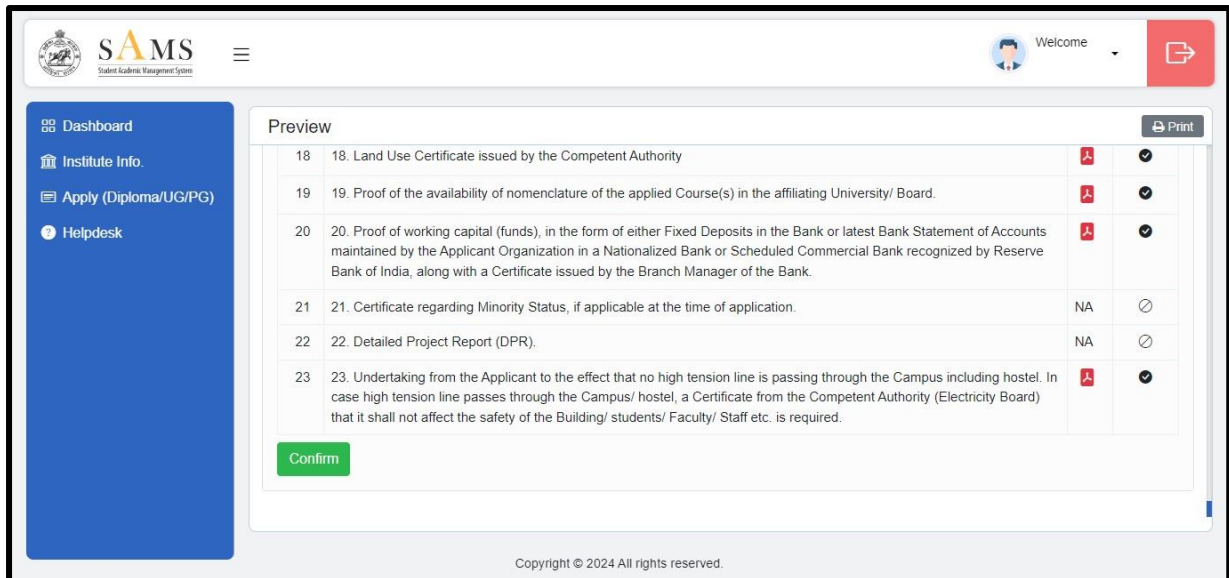 SAMS
Student Academic Management System
Welcome
Dashboard
Institute Info.
Apply (Diploma/UG/PG)
Helpdesk
Preview
Print
18 18. Land Use Certificate issued by the Competent Authority
19 19. Proof of the availability of nomenclature of the applied Course(s) in the affiliating University/ Board.
20 20. Proof of working capital (funds), in the form of either Fixed Deposits in the Bank or latest Bank Statement of Accounts
maintained by the Applicant Organization in a Nationalized Bank or Scheduled Commercial Bank recognized by Reserve
Bank of India, along with a Certificate issued by the Branch Manager of the Bank.
21 21. Certificate regarding Minority Status, if applicable at the time of application. NA
22 22. Detailed Project Report (DPR). NA
23 23. Undertaking from the Applicant to the effect that no high tension line is passing through the Campus including hostel. In
case high tension line passes through the Campus/ hostel, a Certificate from the Competent Authority (Electricity Board)
that it shall not affect the safety of the Building/ students/ Faculty/ Staff etc. is required.
Confirm
Copyright © 2024 All rights reserved.